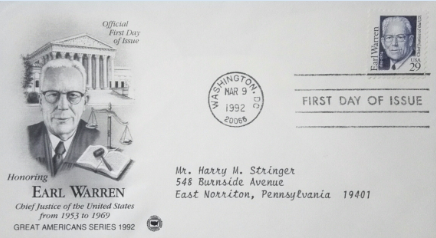 Official
First Day
of Issue
Honoring
EARL WARREN
Chief Justice of the United States
from 1953 to 1969
GREAT AMERICANS SERIES 1992
WASHINGTON, DC
MAR 9
1992
20066
FIRST DAY OF ISSUE
Earl Warren
USA
29
Mr. Harry M. Stringer
548 Burnside Avenue
East Norriton, Pennsylvania 19401